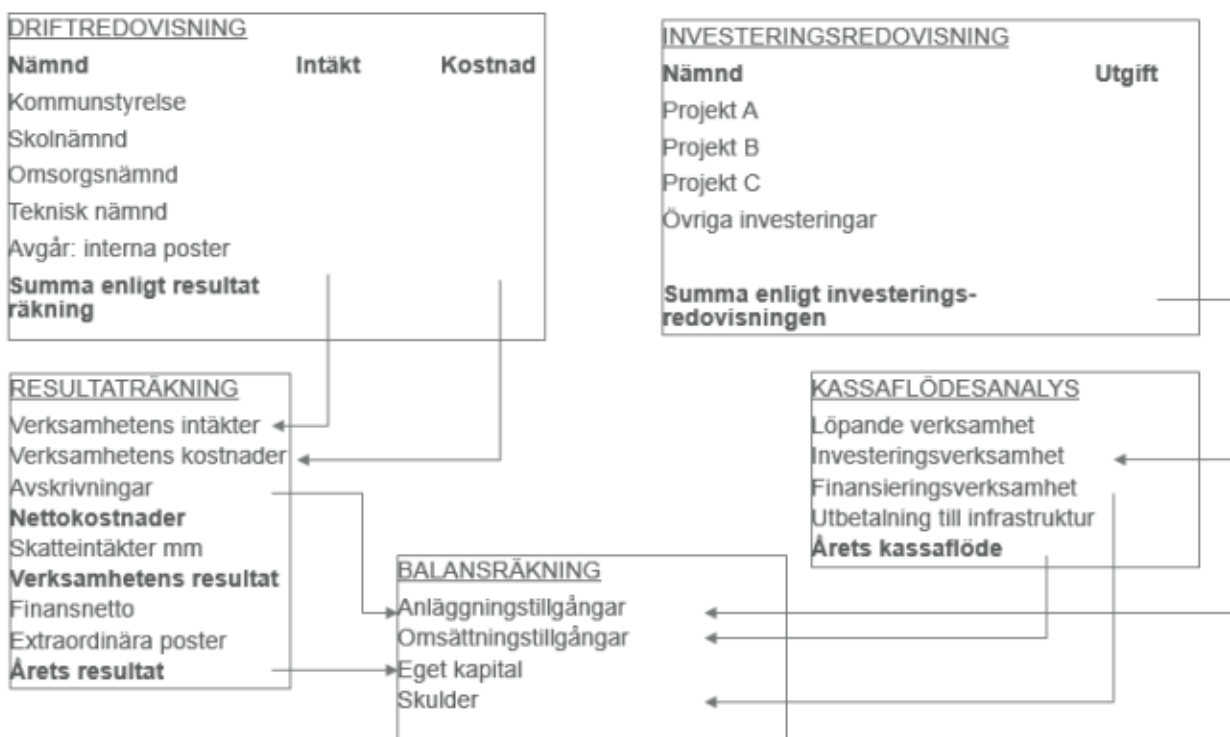 DRIFTREDOVISNING
Nämnd Intäkt Kostnad
Kommunstyrelse
Skolnämnd
Omsorgsnämnd
Teknisk nämnd
Avgår: interna poster
Summa enligt resultat
räkning
INVESTERINGSREDOVISNING
Nämnd Utgift
Projekt A
Projekt B
Projekt C
Övriga investeringar
Summa enligt investerings-
redovisningen
RESULTATRÄKNING
Verksamhetens intäkter
Verksamhetens kostnader
Avskrivningar
Nettokostnader
Skatteintäkter mm
Verksamhetens resultat
Finansnetto
Extraordinära poster
Årets resultat
KASSAFLÖDESANALYS
Löpande verksamhet
Investeringsverksamhet
Finansieringsverksamhet
Utbetalning till infrastruktur
Årets kassaflöde
BALANSRÄKNING
Anläggningstillgångar
Omsättningstillgångar
Eget kapital
Skulder